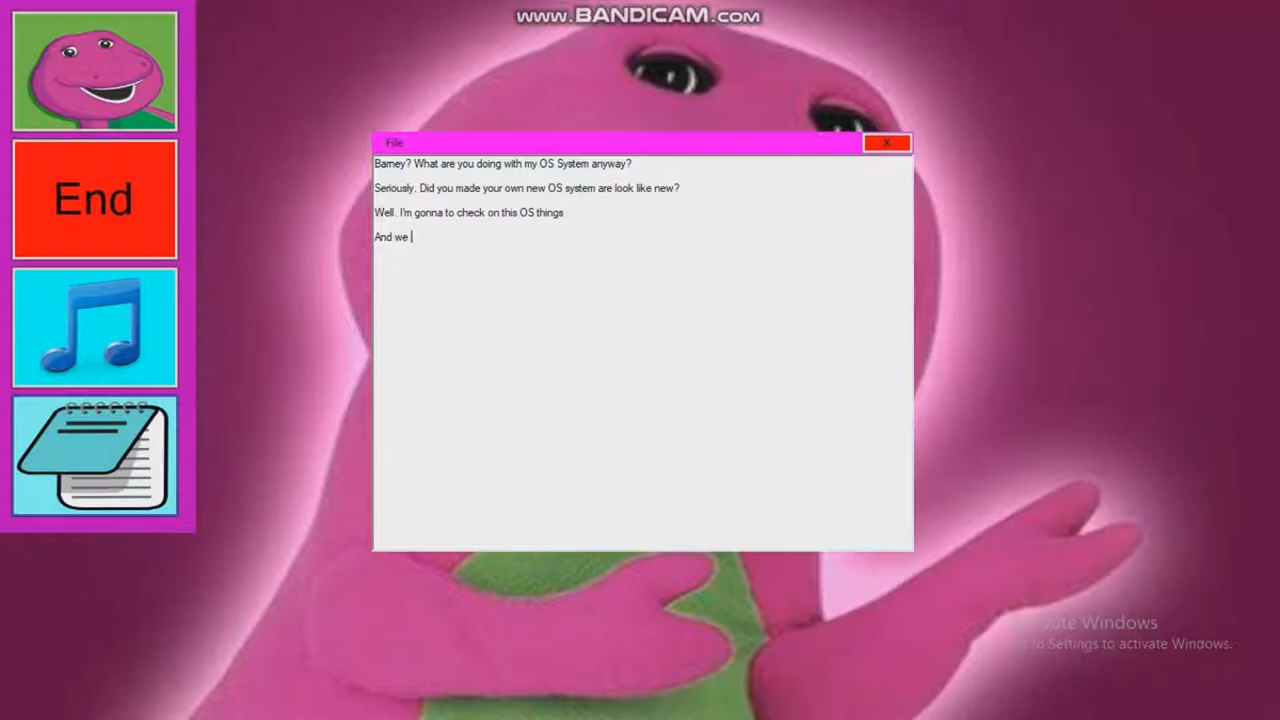 www.BANDICAM.com
End
File
X
Barney? What are you doing with my OS System anyway?
Seriously. Did you made your own new OS system are look like new?
Well. I'm gonna to check on this OS things
And we
Windows
to Settings to activate Windows.